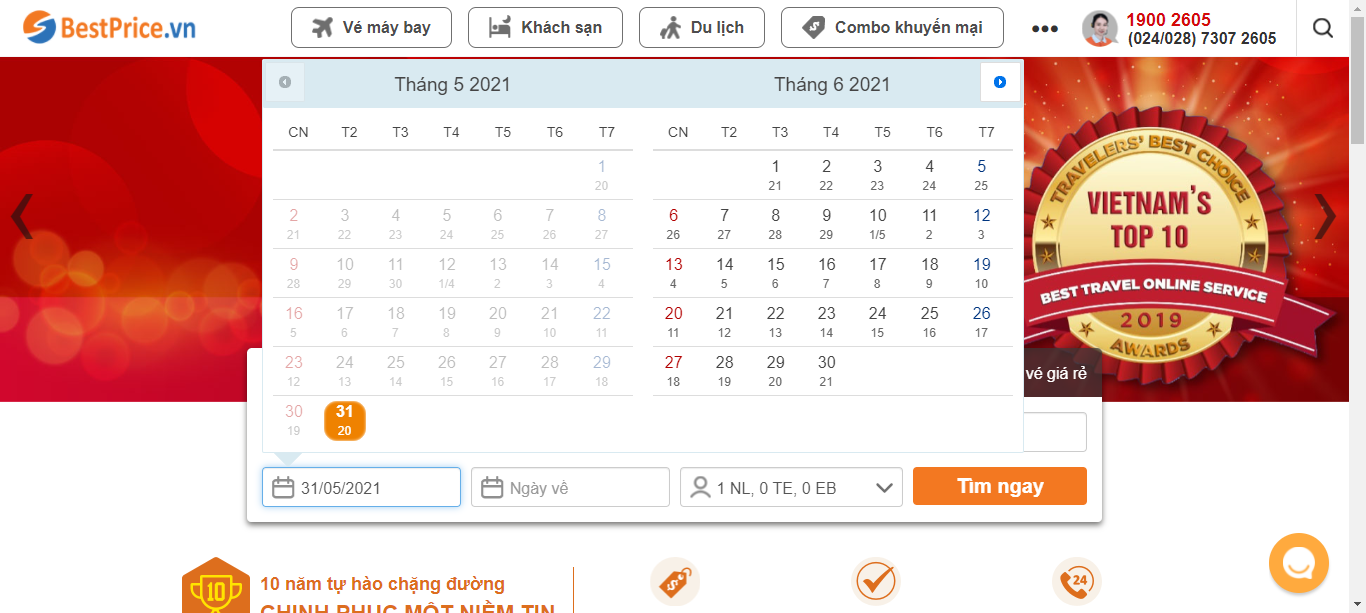 BestPrice.vn
Vé máy bay
Khách sạn
Du lịch
Combo khuyến mại
1900 2605
(024/028) 7307 2605
Tháng 5 2021
Tháng 6 2021
CN T2 T3 T4 T5 T6 T7
1
20
2 3 4 5 6 7 8
21 22 23 24 25 26 27
9 10 11 12 13 14 15
28 29 30 1/4 2 3 4
16 17 18 19 20 21 22
5 6 7 8 9 10 11
23 24 25 26 27 28 29
12 13 14 15 16 17 18
30 31
19 20
CN T2 T3 T4 T5 T6 T7
1 2 3 4 5
21 22 23 24 25
6 7 8 9 10 11 12
26 27 28 29 1/5 2 3
13 14 15 16 17 18 19
4 5 6 7 8 9 10
20 21 22 23 24 25 26
11 12 13 14 15 16 17
27 28 29 30
18 19 20 21
TRAVELERS' BEST CHOICE
VIETNAM'S
TOP 10
BEST TRAVEL ONLINE SERVICE
2019
AWARDS
vé giá rẻ
31/05/2021
Ngày về
1 NL, 0 TE, 0 EB
Tìm ngay
10
10 năm tự hào chặng đường
CHINH PHỤC MỘT NIỀM TIN
24